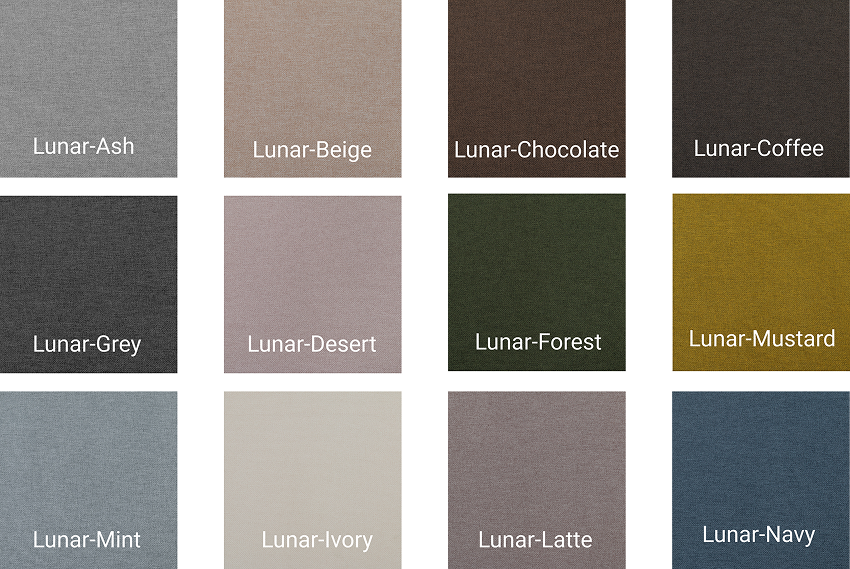 Lunar-Ash
Lunar-Beige
Lunar-Chocolate
Lunar-Coffee
Lunar-Grey
Lunar-Desert
Lunar-Forest
Lunar-Mustard
Lunar-Mint
Lunar-Ivory
Lunar-Latte
Lunar-Navy